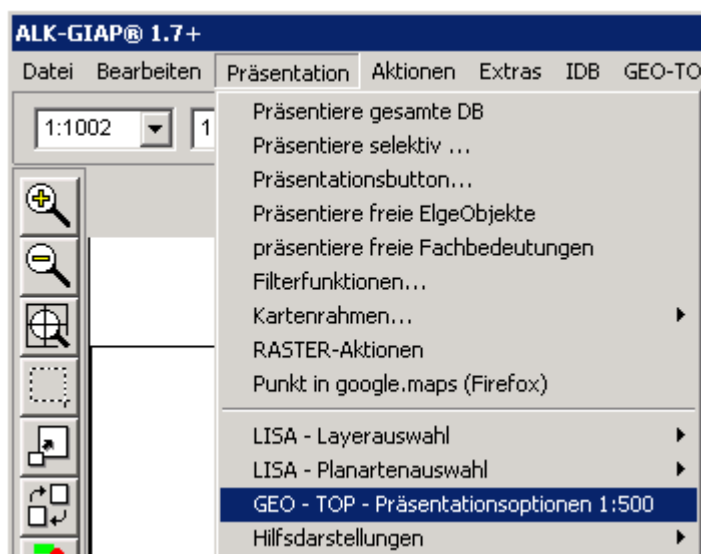 ALK-GIAP® 1.7+
Datei Bearbeiten Präsentation Aktionen Extras IDB GEO-TO
1:1002 1
Präsentiere gesamte DB
Präsentiere selektiv ...
Präsentationsbutton...
Präsentiere freie ElgeObjekte
präsentiere freie Fachbedeutungen
Filterfunktionen...
Kartenrahmen...
RASTER-Aktionen
Punkt in google.maps (Firefox)
LISA - Layerauswahl
LISA - Planartenauswahl
GEO - TOP - Präsentationsoptionen 1:500
Hilfsdarstellungen